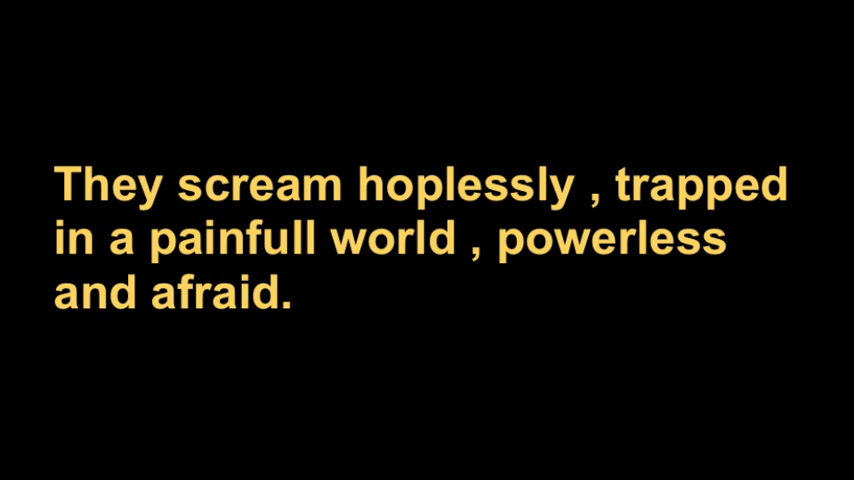 They scream hoplessly , trapped
in a painfull world , powerless
and afraid.